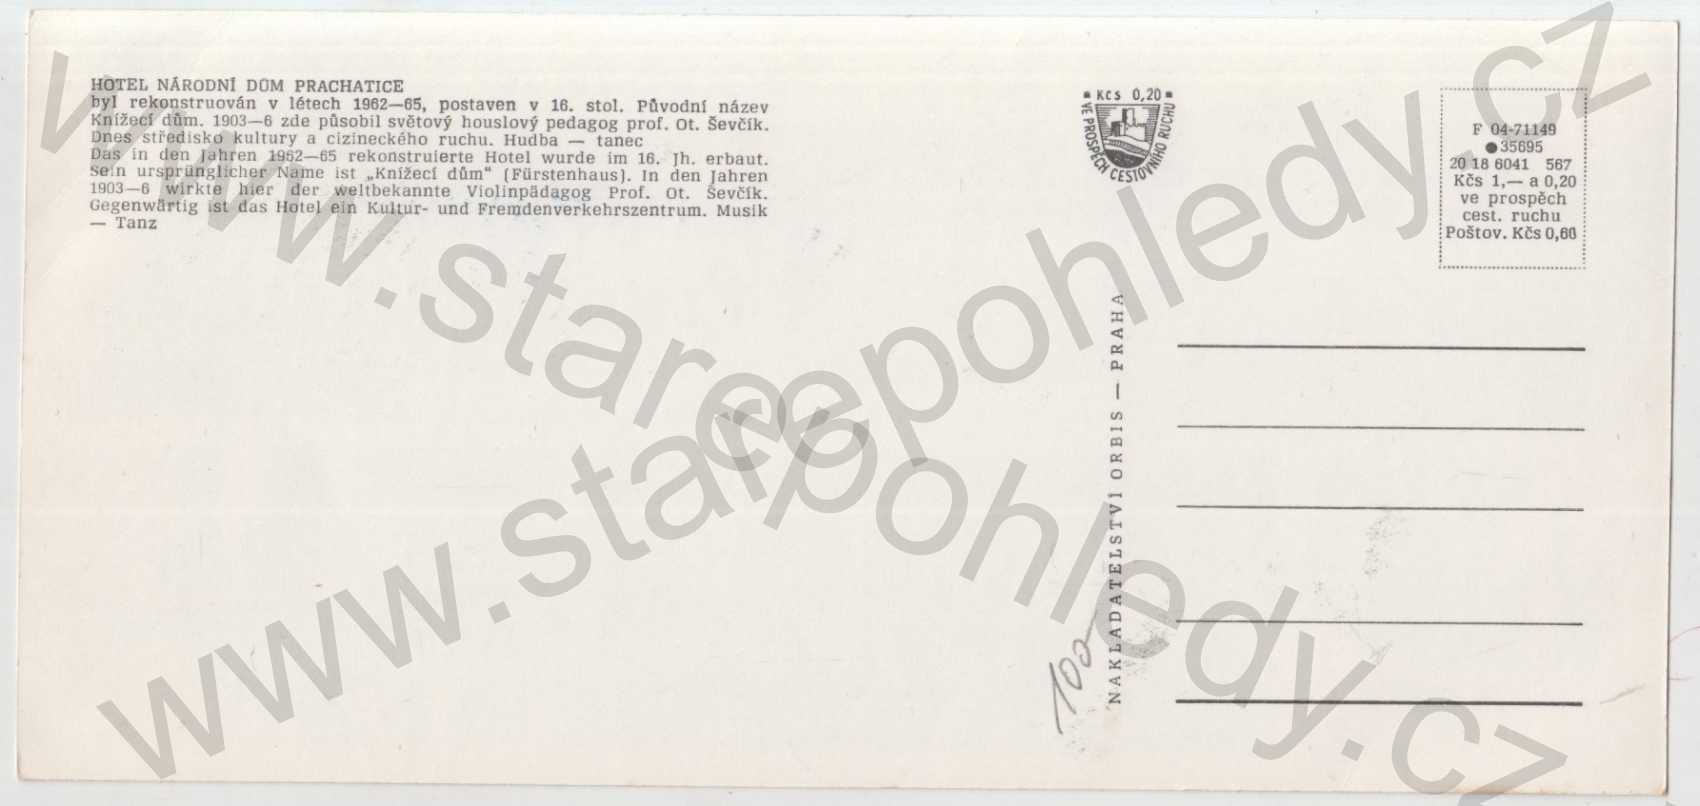 HOTEL NÁRODNÍ DŮM PRACHATICE
byl rekonstruován v létech 1962—65, postaven v 16. stol. Původní název
Knížecí dům. 1903—6 zde působil světový houslový pedagog prof. Ot. Ševčík.
Dnes středisko kultury a cizineckého ruchu. Hudba — tanec
Das in den Jahren 1962—65 rekonstruierte Hotel wurde im 16. Jh. erbaut.
Sein ursprünglicher Name ist „Knížecí dům“ (Fürstenhaus). In den Jahren
1903—6 wirkte hier der weltbekannte Violinpädagog Prof. Ot. Ševčík.
Gegenwärtig ist das Hotel ein Kultur- und Fremdenverkehrszentrum. Musik
— Tanz
Kčs 0,20
VE PROSPĚCH CESTOVNÍHO RUCHU
F 04-71149
●35695
20 18 6041 567
Kčs 1,— a 0,20
ve prospěch
cest. ruchu
Poštov. Kčs 0,60
NAKLADATELSTVÍ ORBIS — PRAHA
100—
www.starepohledy.cz
www.starepohledy.cz